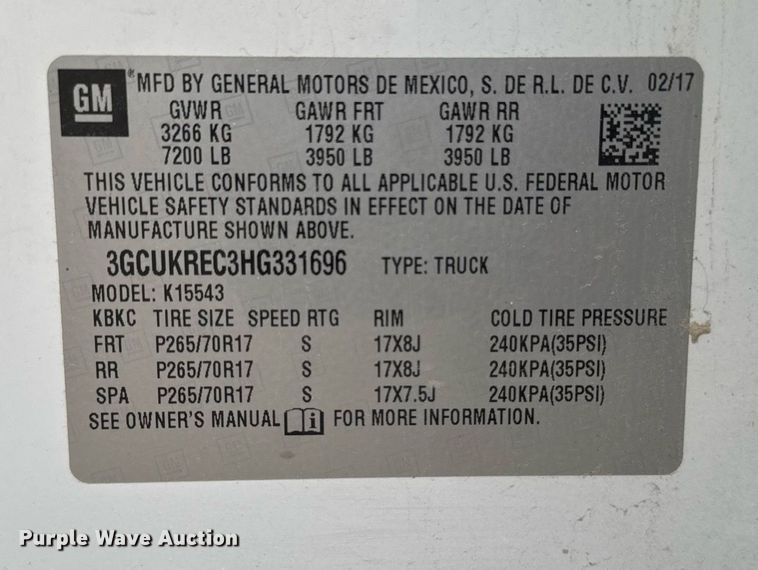 GM ® MFD BY GENERAL MOTORS DE MEXICO, S. DE R.L. DE C.V. 02/17
GVWR GAWR FRT GAWR RR
3266 KG 1792 KG 1792 KG
7200 LB 3950 LB 3950 LB
THIS VEHICLE CONFORMS TO ALL APPLICABLE U.S. FEDERAL MOTOR
VEHICLE SAFETY STANDARDS IN EFFECT ON THE DATE OF
MANUFACTURE SHOWN ABOVE.
3GCUKREC3HG331696 TYPE: TRUCK
MODEL: K15543
KBKC TIRE SIZE SPEED RTG RIM COLD TIRE PRESSURE
FRT P265/70R17 S 17X8J 240KPA(35PSI)
RR P265/70R17 S 17X8J 240KPA(35PSI)
SPA P265/70R17 S 17X7.5J 240KPA(35PSI)
SEE OWNER'S MANUAL i FOR MORE INFORMATION.
Purple Wave Auction